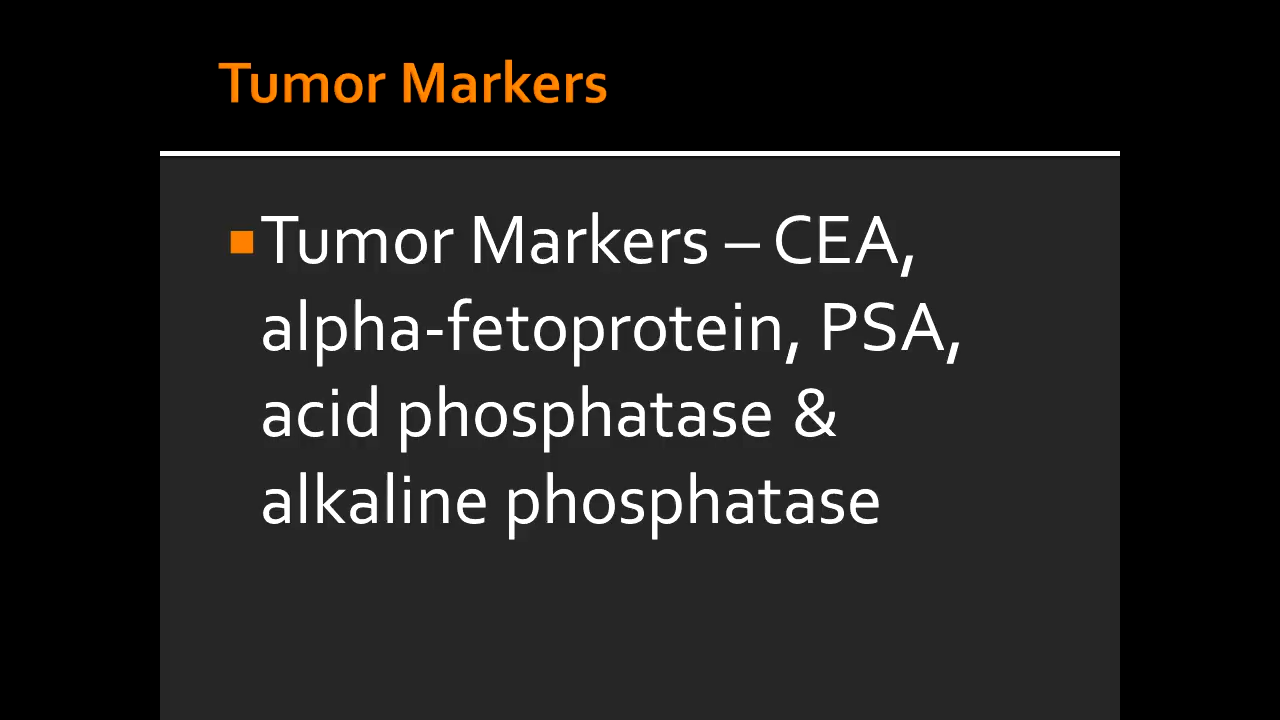 Tumor Markers
Tumor Markers – CEA,
alpha-fetoprotein, PSA,
acid phosphatase &
alkaline phosphatase